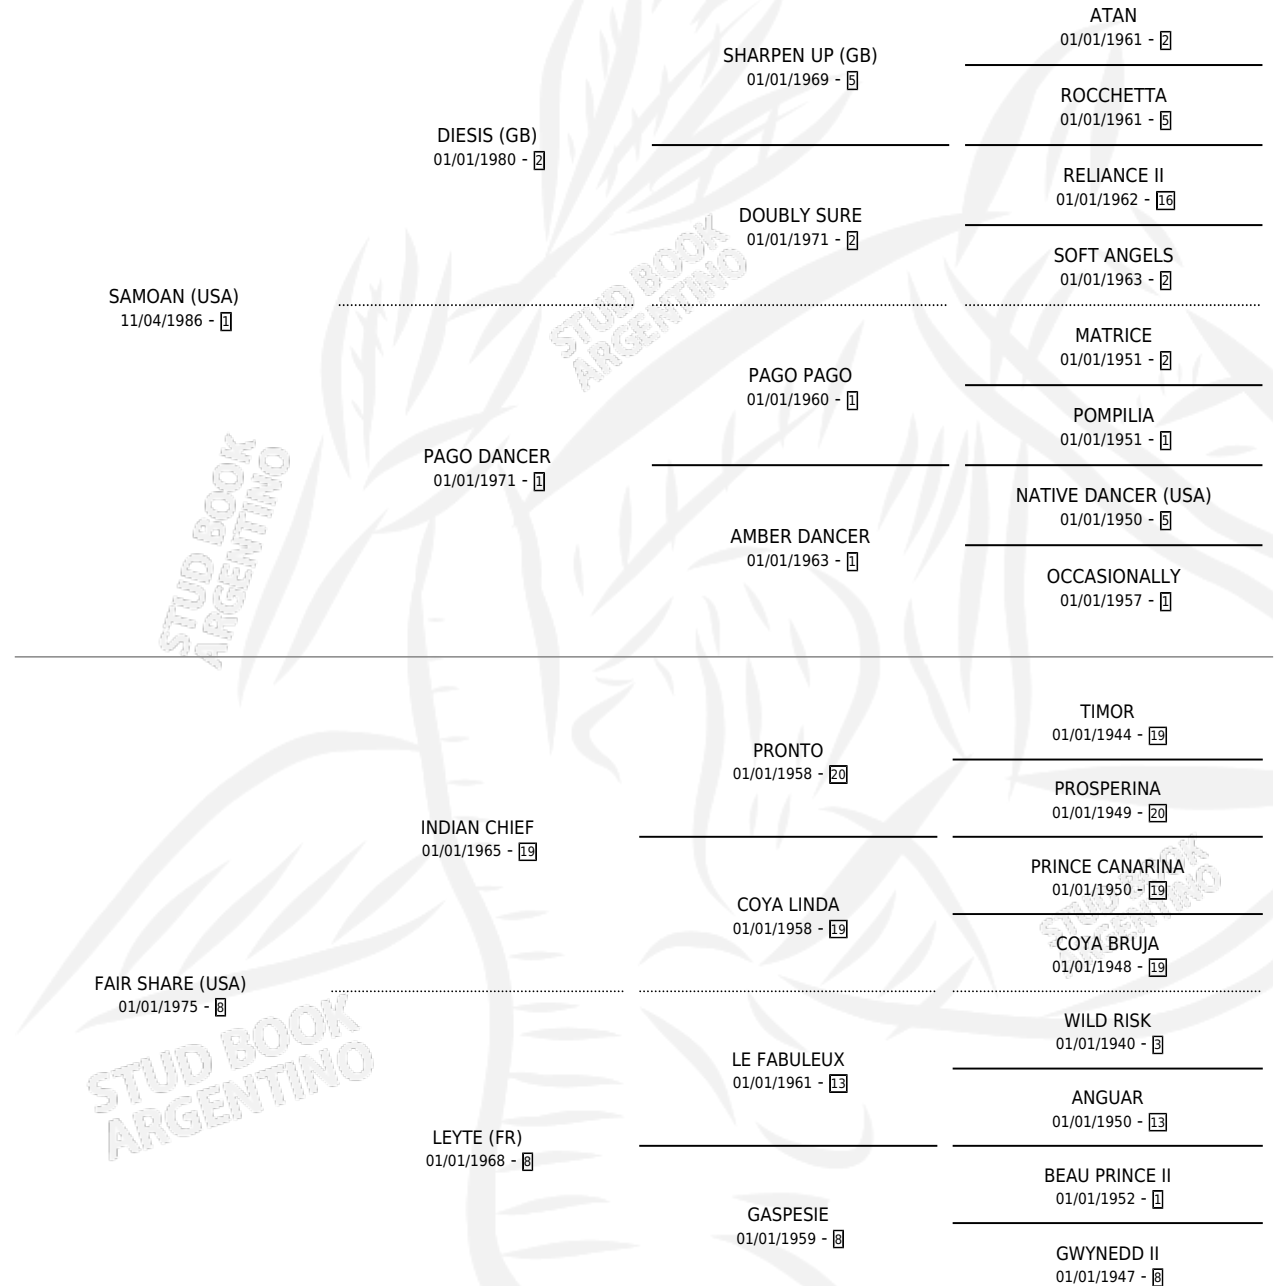 ATAN
01/01/1961 - 2
SHARPEN UP (GB)
01/01/1969 - 5
ROCCHETTA
01/01/1961 - 5
DIESIS (GB)
01/01/1980 - 2
RELIANCE II
01/01/1962 - 16
DOUBLY SURE
01/01/1971 - 2
SOFT ANGELS
01/01/1963 - 2
SAMOAN (USA)
11/04/1986 - 1
MATRICE
01/01/1951 - 2
PAGO PAGO
01/01/1960 - 1
POMPILIA
01/01/1951 - 1
PAGO DANCER
01/01/1971 - 1
NATIVE DANCER (USA)
01/01/1950 - 5
AMBER DANCER
01/01/1963 - 1
OCCASIONALLY
01/01/1957 - 1
TIMOR
01/01/1944 - 19
PRONTO
01/01/1958 - 20
PROSPERINA
01/01/1949 - 20
INDIAN CHIEF
01/01/1965 - 19
PRINCE CANARINA
01/01/1950 - 19
COYA LINDA
01/01/1958 - 19
COYA BRUJA
01/01/1948 - 19
FAIR SHARE (USA)
01/01/1975 - 8
WILD RISK
01/01/1940 - 3
LE FABULEUX
01/01/1961 - 13
ANGUAR
01/01/1950 - 13
LEYTE (FR)
01/01/1968 - 8
BEAU PRINCE II
01/01/1952 - 1
GASPESIE
01/01/1959 - 8
GWYNEDD II
01/01/1947 - 8
STUD BOOK
ARGENTINO
STUD BOOK
ARGENTINO
STUD BOOK
ARGENTINO
STUD BOOK
ARGENTINO